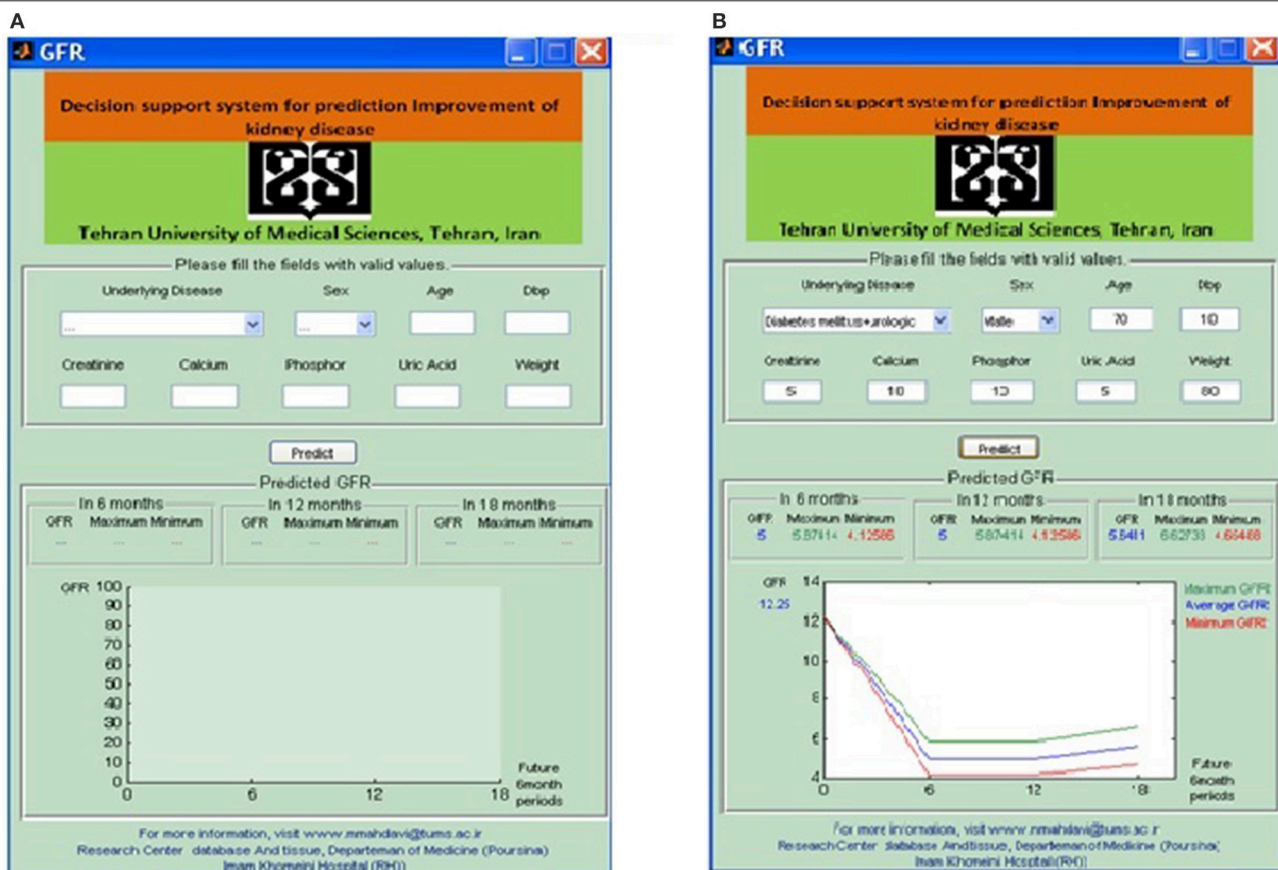 A
GFR
Decision support system for prediction Improvement of
kidney disease
Tehran University of Medical Sciences, Tehran, Iran
Please fill the fields with valid values.
Underlying Disease Sex Age Dbp
... ...
Creatinine Calcium Phosphor Uric Acid Weight
Predict
Predicted GFR
In 6 months In 12 months In 18 months
GFR Maximum Minimum GFR Maximum Minimum GFR Maximum Minimum
... ... ... ... ... ... ... ... ...
GFR 100
90
80
70
60
50
40
30
20
10
0
0 6 12 18
Future
6month
periods
For more information, visit www.mmahdavi@tums.ac.ir
Research Center database And tissue, Departeman of Medicine (Poursina)
Imam Khomeini Hospital (RH))
B
GFR
Decision support system for prediction Improvement of
kidney disease
Tehran University of Medical Sciences, Tehran, Iran
Please fill the fields with valid values.
Underlying Disease Sex Age Dbp
Diabetes mellitus+urologic Male 70 10
Creatinine Calcium Phosphor Uric Acid Weight
5 10 10 5 80
Predict
Predicted GFR
In 6 months In 12 months In 18 months
GFR Maximum Minimum GFR Maximum Minimum GFR Maximum Minimum
5 5.87414 4.12586 5 5.87414 4.12586
GFR 14
12.25
12
10
8
6
4
0 6 12 18
Maximum GFR
Average GFR
Minimum GFR
Future
6month
periods
For more information, visit www.mmahdavi@tums.ac.ir
Research Center database And tissue, Departeman of Medicine (Poursina)
Imam Khomeini Hospital (RH))